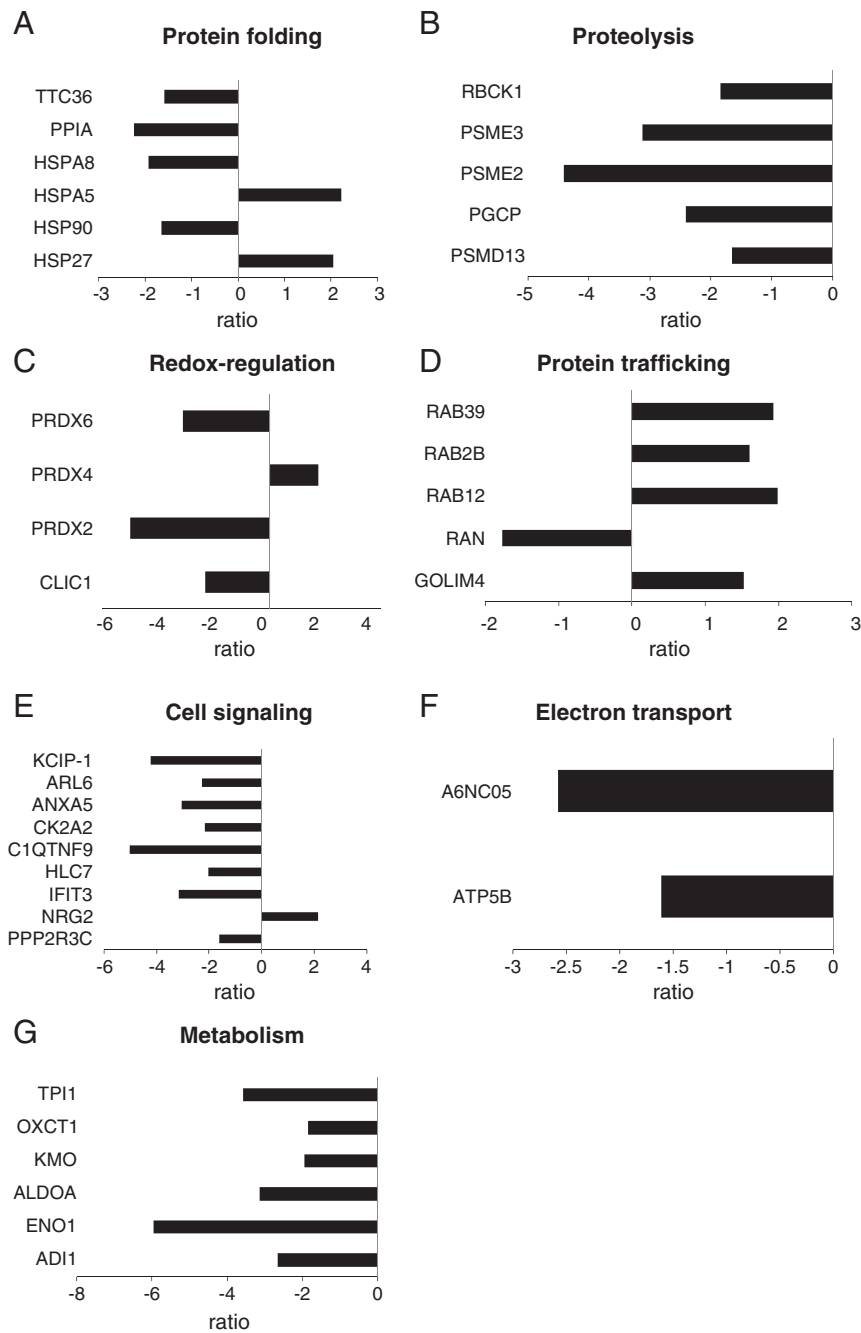 A
Protein folding
TTC36
PPIA
HSPA8
HSPA5
HSP90
HSP27
-3 -2 -1 0 1 2 3
ratio
B
Proteolysis
RBCK1
PSME3
PSME2
PGCP
PSMD13
-5 -4 -3 -2 -1 0
ratio
C
Redox-regulation
PRDX6
PRDX4
PRDX2
CLIC1
-6 -4 -2 0 2 4
ratio
D
Protein trafficking
RAB39
RAB2B
RAB12
RAN
GOLIM4
-2 -1 0 1 2 3
ratio
E
Cell signaling
KCIP-1
ARL6
ANXA5
CK2A2
C1QTNF9
HLC7
IFIT3
NRG2
PPP2R3C
-6 -4 -2 0 2 4
ratio
F
Electron transport
A6NC05
ATP5B
-3 -2.5 -2 -1.5 -1 -0.5 0
ratio
G
Metabolism
TPI1
OXCT1
KMO
ALDOA
ENO1
ADI1
-8 -6 -4 -2 0
ratio